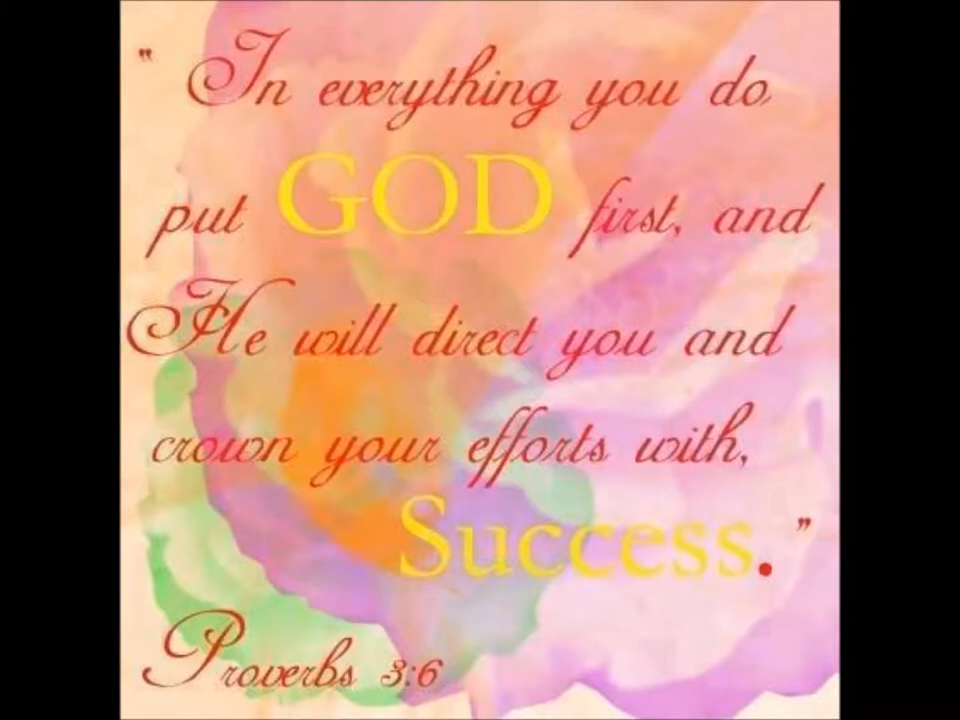 " In everything you do,
put GOD first, and
He will direct you and
crown your efforts with,
Success. "
Proverbs 3:6